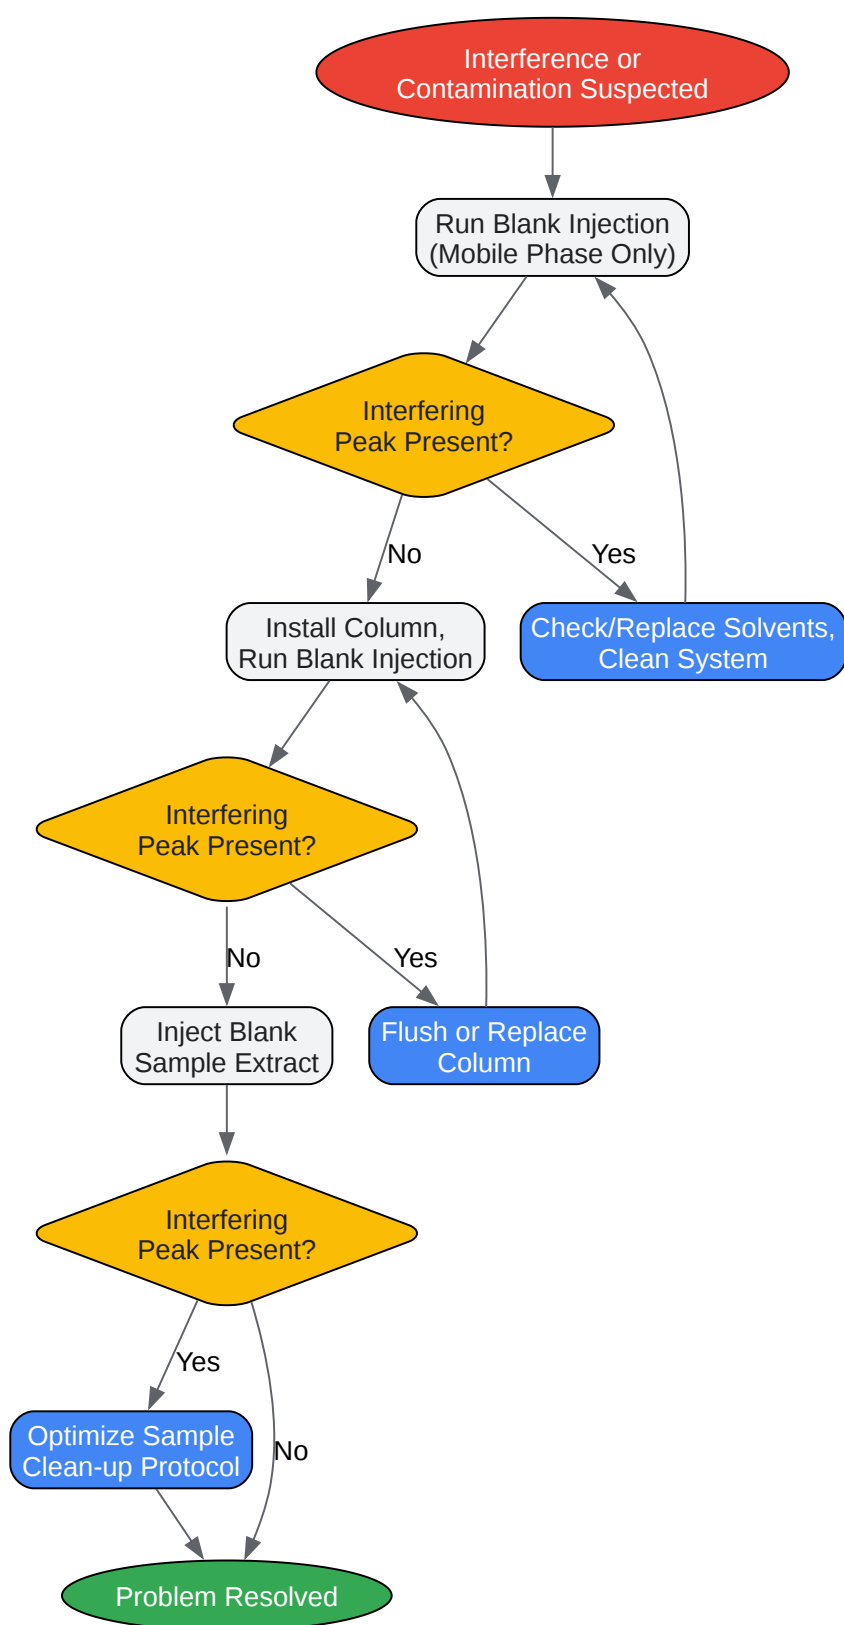 Interference or
Contamination Suspected
Run Blank Injection
(Mobile Phase Only)
Interfering
Peak Present?
No
Yes
Install Column,
Run Blank Injection
Check/Replace Solvents,
Clean System
Interfering
Peak Present?
No
Yes
Inject Blank
Sample Extract
Flush or Replace
Column
Interfering
Peak Present?
Yes
No
Optimize Sample
Clean-up Protocol
Problem Resolved